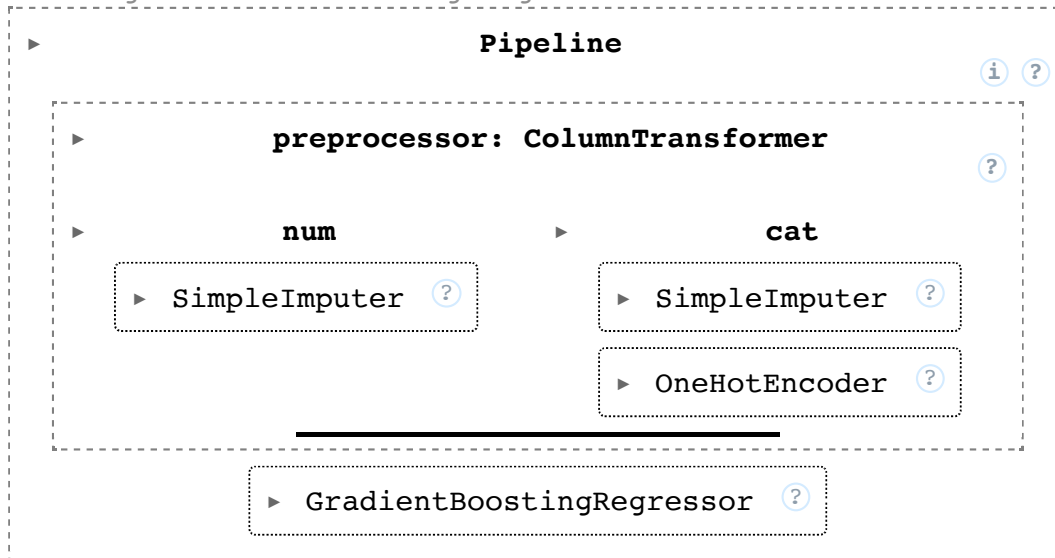 Pipeline
i ?
preprocessor: ColumnTransformer
?
num cat
SimpleImputer ? SimpleImputer ?
OneHotEncoder ?
GradientBoostingRegressor ?